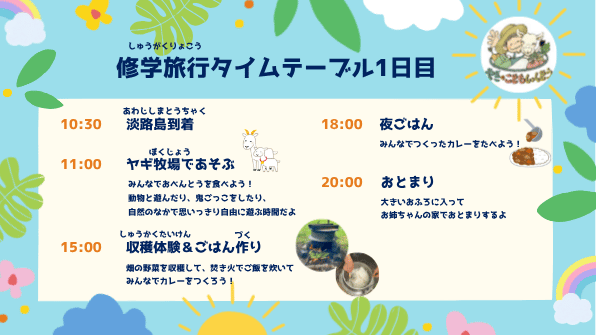 しゅうがくりょこう
修学旅行タイムテーブル1日目
10:30
あわじしまとうちゃく
淡路島到着
11:00
ぼくじょう
ヤギ牧場であそぶ
みんなでおべんとうを食べよう！
動物と遊んだり、鬼ごっこをしたり、
自然のなかで思いっきり自由に遊ぶ時間だよ
15:00
しゅうかくたいけん
づく
収穫体験＆ごはん作り
畑の野菜を収穫して、焚き火でご飯を炊いて
みんなでカレーをつくろう！
18:00
夜ごはん
みんなでつくったカレーをたべよう！
20:00
おとまり
大きいおふろに入って
お姉ちゃんの家でおとまりするよ